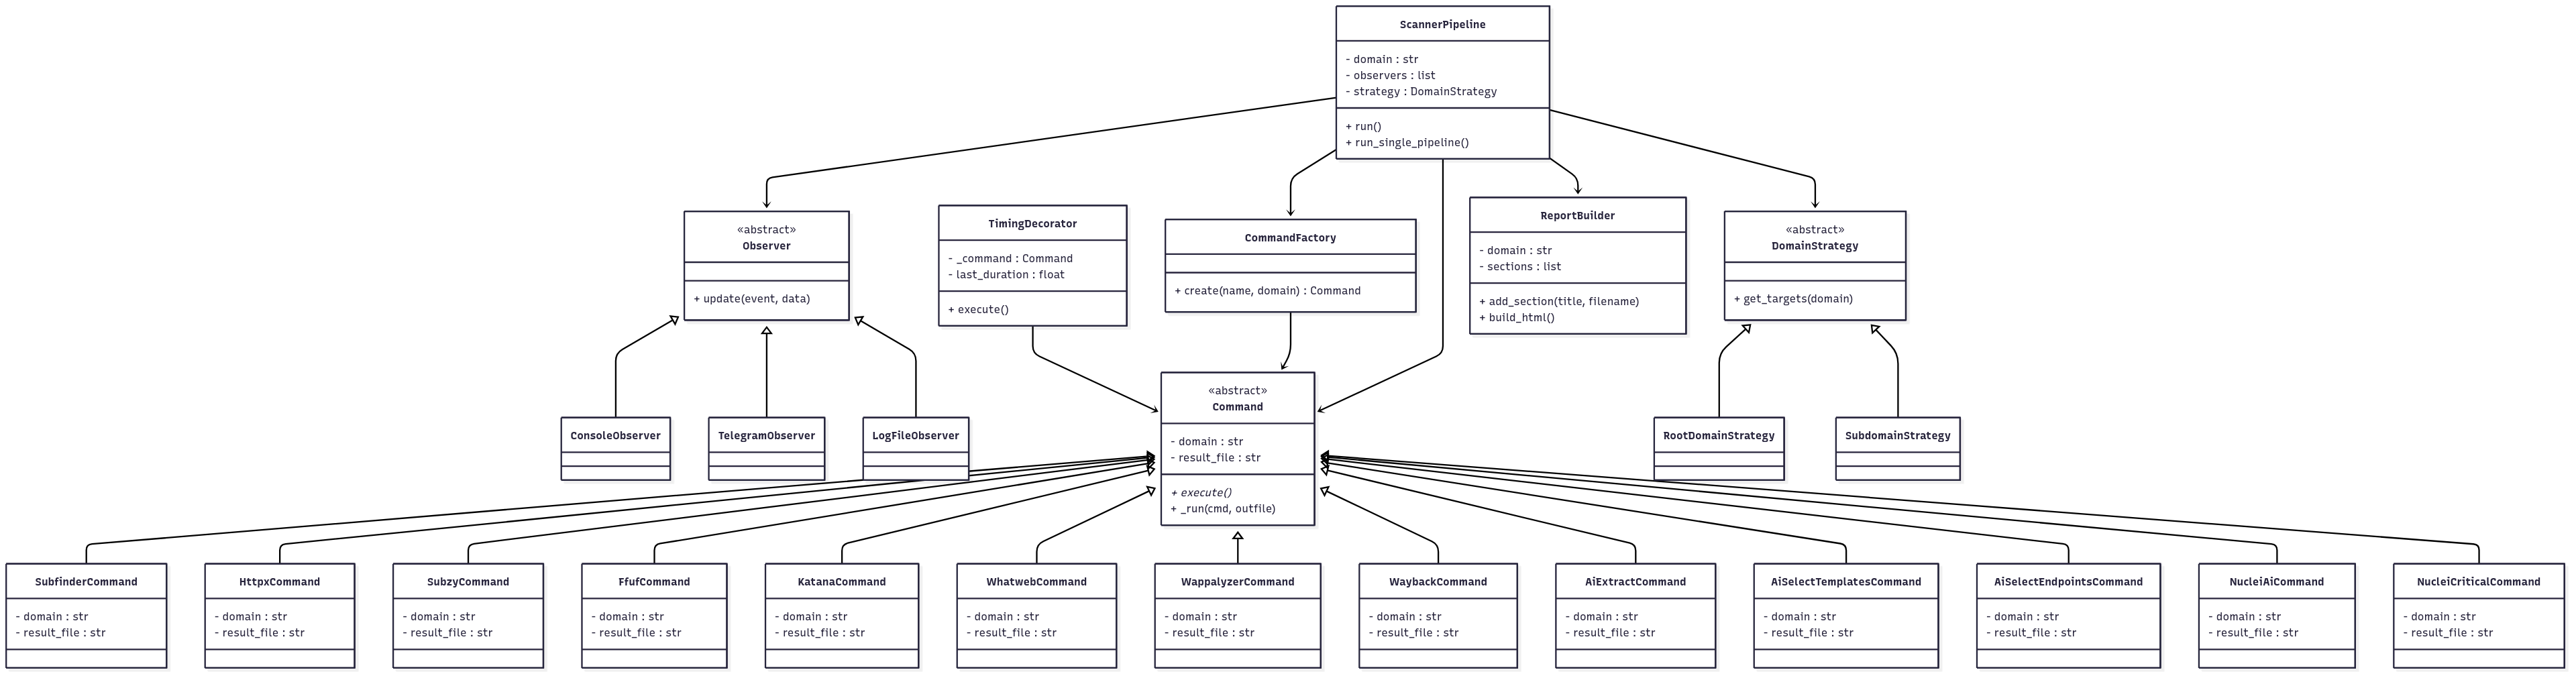 ScannerPipeline
- domain : str
- observers : list
- strategy : DomainStrategy
+ run()
+ run_single_pipeline()
«abstract»
Observer
+ update(event, data)
TimingDecorator
- _command : Command
- last_duration : float
+ execute()
CommandFactory
+ create(name, domain) : Command
ReportBuilder
- domain : str
- sections : list
+ add_section(title, filename)
+ build_html()
«abstract»
DomainStrategy
+ get_targets(domain)
ConsoleObserver
TelegramObserver
LogFileObserver
«abstract»
Command
- domain : str
- result_file : str
+ execute()
+ _run(cmd, outfile)
RootDomainStrategy
SubdomainStrategy
SubfinderCommand
- domain : str
- result_file : str
HttpxCommand
- domain : str
- result_file : str
SubzyCommand
- domain : str
- result_file : str
FfufCommand
- domain : str
- result_file : str
KatanaCommand
- domain : str
- result_file : str
WhatwebCommand
- domain : str
- result_file : str
WappalyzerCommand
- domain : str
- result_file : str
WaybackCommand
- domain : str
- result_file : str
AiExtractCommand
- domain : str
- result_file : str
AiSelectTemplatesCommand
- domain : str
- result_file : str
AiSelectEndpointsCommand
- domain : str
- result_file : str
NucleiAiCommand
- domain : str
- result_file : str
NucleiCriticalCommand
- domain : str
- result_file : str